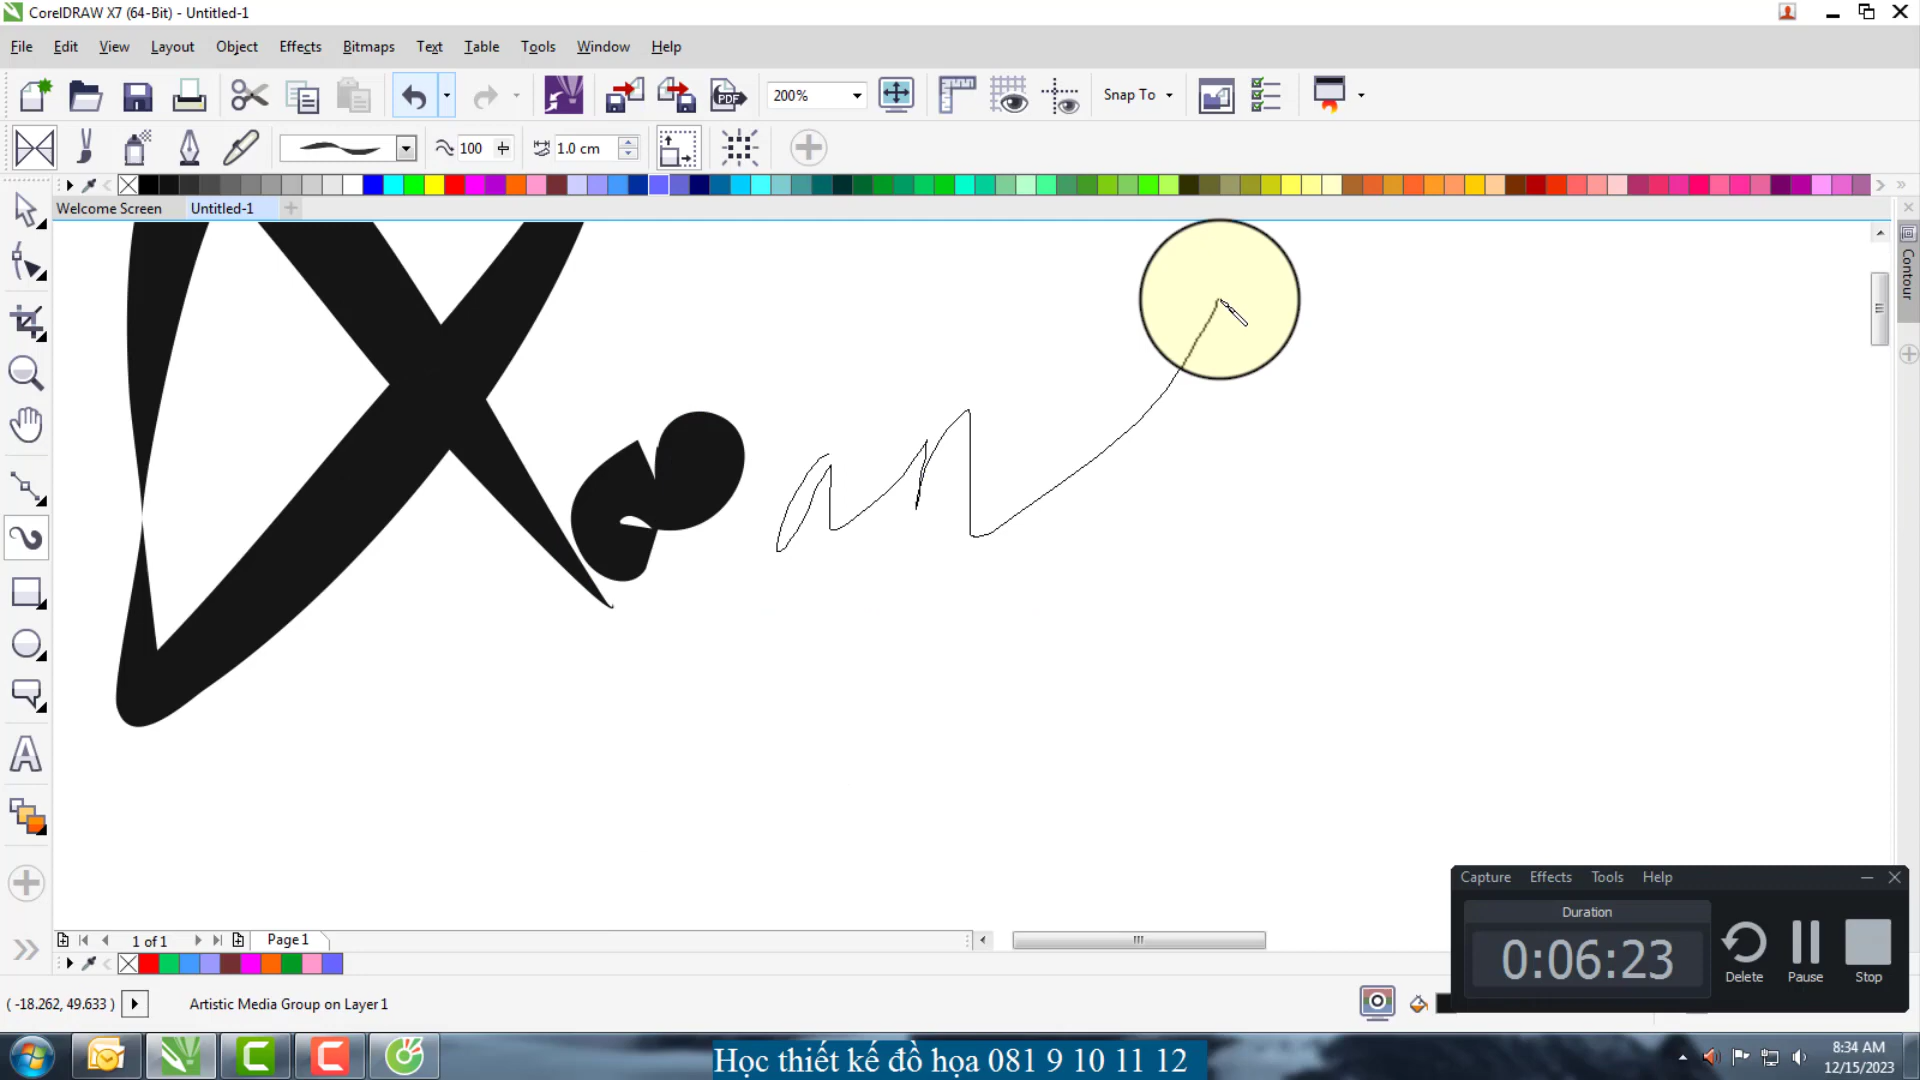 CorelDRAW X7 (64-Bit) - Untitled-1
File Edit View Layout Object Effects Bitmaps Text Table Tools Window Help
PDF 200% Snap To
100 1.0 cm
Welcome Screen Untitled-1
Contour
an
Capture Effects Tools Help
Duration
0:06:23
Delete Pause Stop
1 of 1 Page 1
( -18.262, 49.633 ) Artistic Media Group on Layer 1
Học thiết kế đồ họa 081 9 10 11 12
8:34 AM
12/15/2023